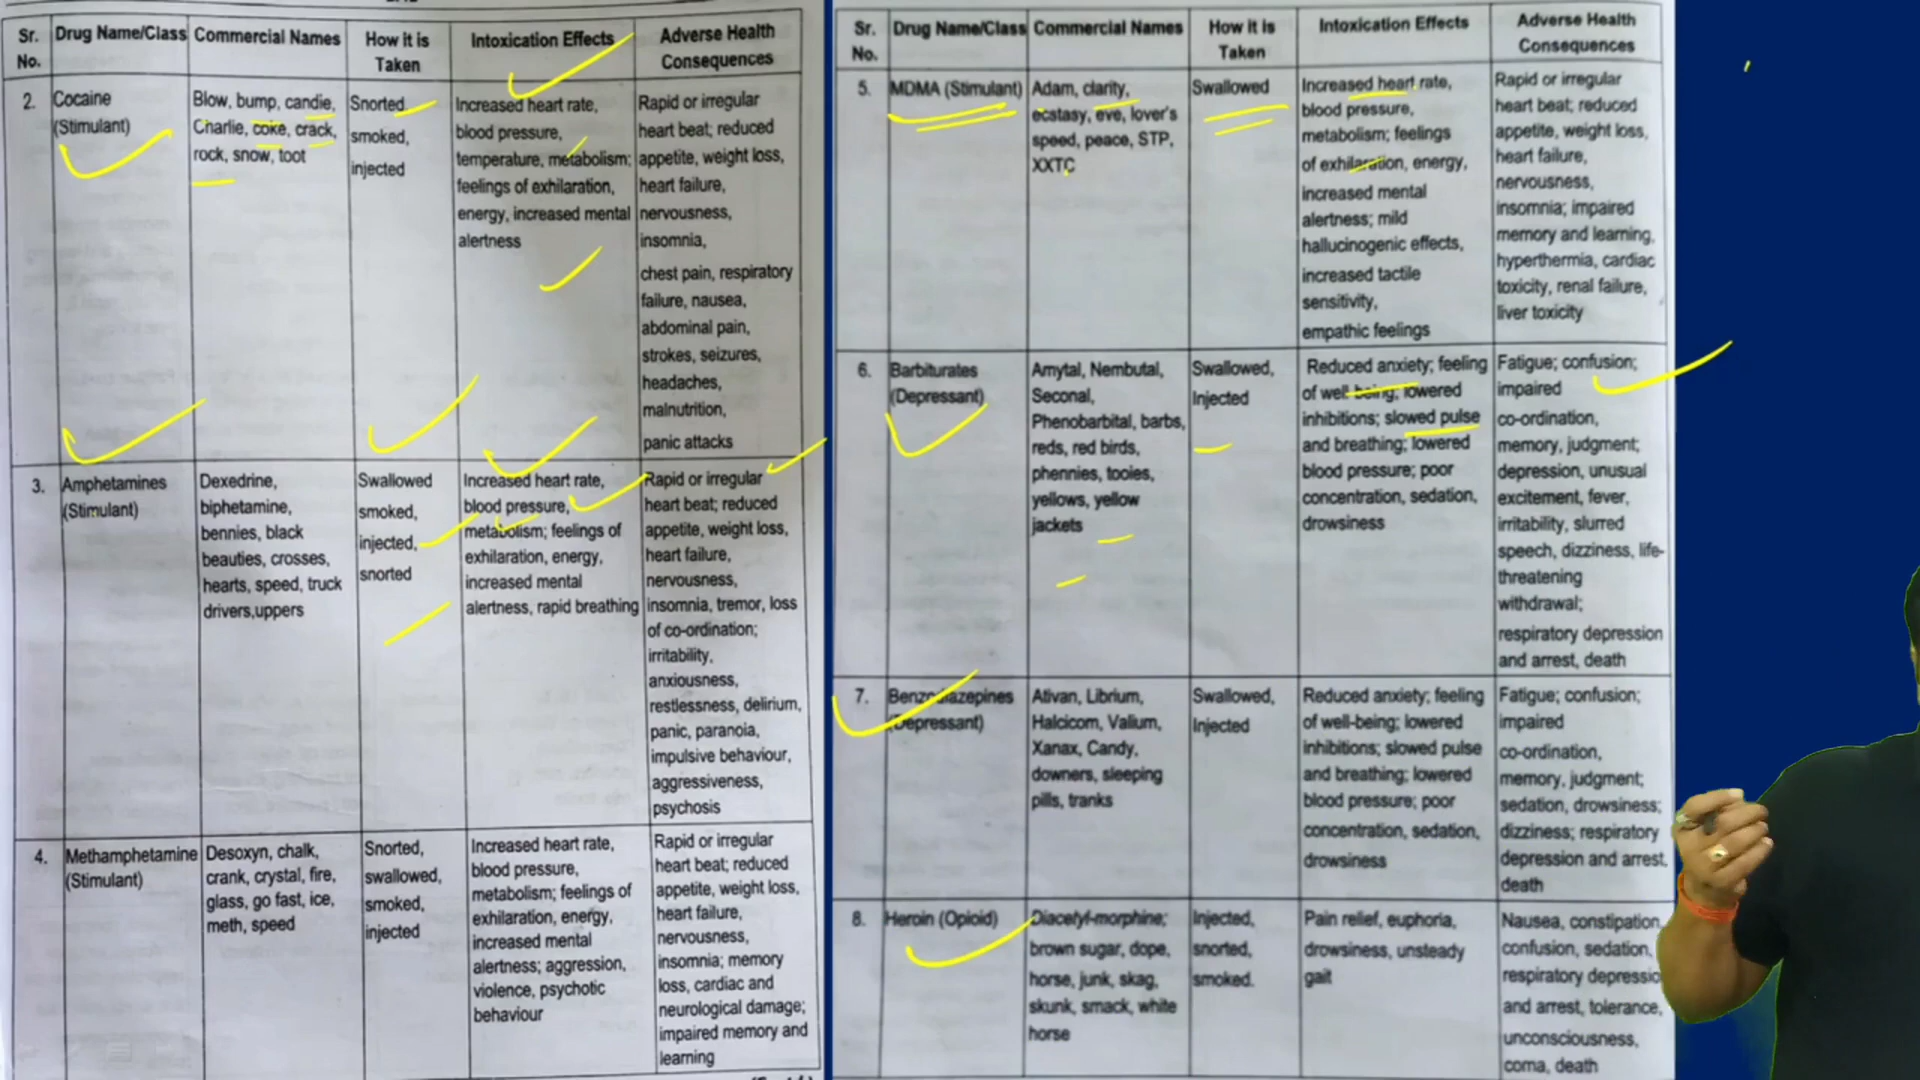 Sr.
No.
Drug Name/Class
Commercial Names
How it is
Taken
Intoxication Effects
Adverse Health
Consequences
2.
Cocaine
(Stimulant)
Blow, bump, candie,
Charlie, coke, crack,
rock, snow, toot
Snorted,
smoked,
injected
Increased heart rate,
blood pressure,
temperature, metabolism;
feelings of exhilaration,
energy, increased mental
alertness
Rapid or irregular
heart beat; reduced
appetite, weight loss,
heart failure,
nervousness,
insomnia,
chest pain, respiratory
failure, nausea,
abdominal pain,
strokes, seizures,
headaches,
malnutrition,
panic attacks
3.
Amphetamines
(Stimulant)
Dexedrine,
biphetamine,
bennies, black
beauties, crosses,
hearts, speed, truck
drivers,uppers
Swallowed
smoked,
injected,
snorted
Increased heart rate,
blood pressure,
metabolism; feelings of
exhilaration, energy,
increased mental
alertness, rapid breathing
Rapid or irregular
heart beat; reduced
appetite, weight loss,
heart failure,
nervousness,
insomnia, tremor, loss
of co-ordination;
irritability,
anxiousness,
restlessness, delirium,
panic, paranoia,
impulsive behaviour,
aggressiveness,
psychosis
4.
Methamphetamine
(Stimulant)
Desoxyn, chalk,
crank, crystal, fire,
glass, go fast, ice,
meth, speed
Snorted,
swallowed,
smoked,
injected
Increased heart rate,
blood pressure,
metabolism; feelings of
exhilaration, energy,
increased mental
alertness; aggression,
violence, psychotic
behaviour
Rapid or irregular
heart beat; reduced
appetite, weight loss,
heart failure,
nervousness,
insomnia; memory
loss, cardiac and
neurological damage;
impaired memory and
learning
Sr.
No.
Drug Name/Class
Commercial Names
How it is
Taken
Intoxication Effects
Adverse Health
Consequences
5.
MDMA (Stimulant)
Adam, clarity,
ecstasy, eve, lover's
speed, peace, STP,
XXTC
Swallowed
Increased heart rate,
blood pressure,
metabolism; feelings
of exhilaration, energy,
increased mental
alertness; mild
hallucinogenic effects,
increased tactile
sensitivity,
empathic feelings
Rapid or irregular
heart beat; reduced
appetite, weight loss,
heart failure,
nervousness,
insomnia; impaired
memory and learning,
hyperthermia, cardiac
toxicity, renal failure,
liver toxicity
6.
Barbiturates
(Depressant)
Amytal, Nembutal,
Seconal,
Phenobarbital, barbs,
reds, red birds,
phennies, tooies,
yellows, yellow
jackets
Swallowed,
Injected
Reduced anxiety; feeling
of well-being; lowered
inhibitions; slowed pulse
and breathing; lowered
blood pressure; poor
concentration, sedation,
drowsiness
Fatigue; confusion;
impaired
co-ordination,
memory, judgment;
depression, unusual
excitement, fever,
irritability, slurred
speech, dizziness, life-
threatening
withdrawal;
respiratory depression
and arrest, death
7.
Benzodiazepines
(Depressant)
Ativan, Librium,
Halcicom, Valium,
Xanax, Candy,
downers, sleeping
pills, tranks
Swallowed,
Injected
Reduced anxiety; feeling
of well-being; lowered
inhibitions; slowed pulse
and breathing; lowered
blood pressure; poor
concentration, sedation,
drowsiness
Fatigue; confusion;
impaired
co-ordination,
memory, judgment;
sedation, drowsiness;
dizziness; respiratory
depression and arrest,
death
8.
Heroin (Opioid)
Diacetyl-morphine;
brown sugar, dope,
horse, junk, skag,
skunk, smack, white
horse
Injected,
snorted,
smoked.
Pain relief, euphoria,
drowsiness, unsteady
gait
Nausea, constipation,
confusion, sedation,
respiratory depressio
and arrest, tolerance,
unconsciousness,
coma, death